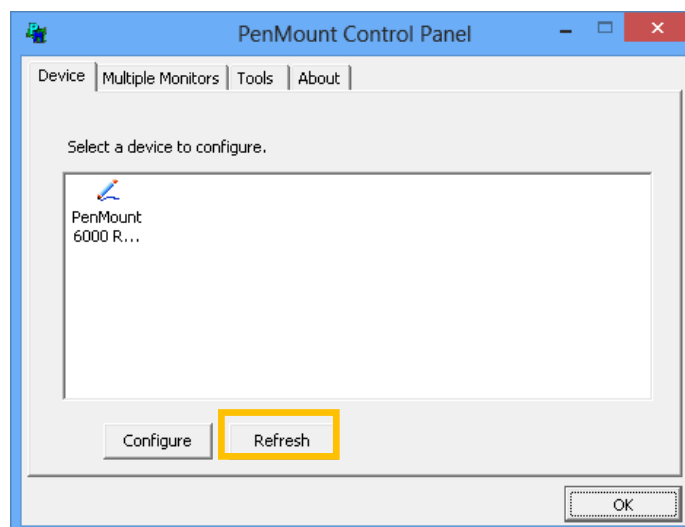 PenMount Control Panel
Device Multiple Monitors Tools About
Select a device to configure.
PenMount
6000 R...
Configure Refresh
OK